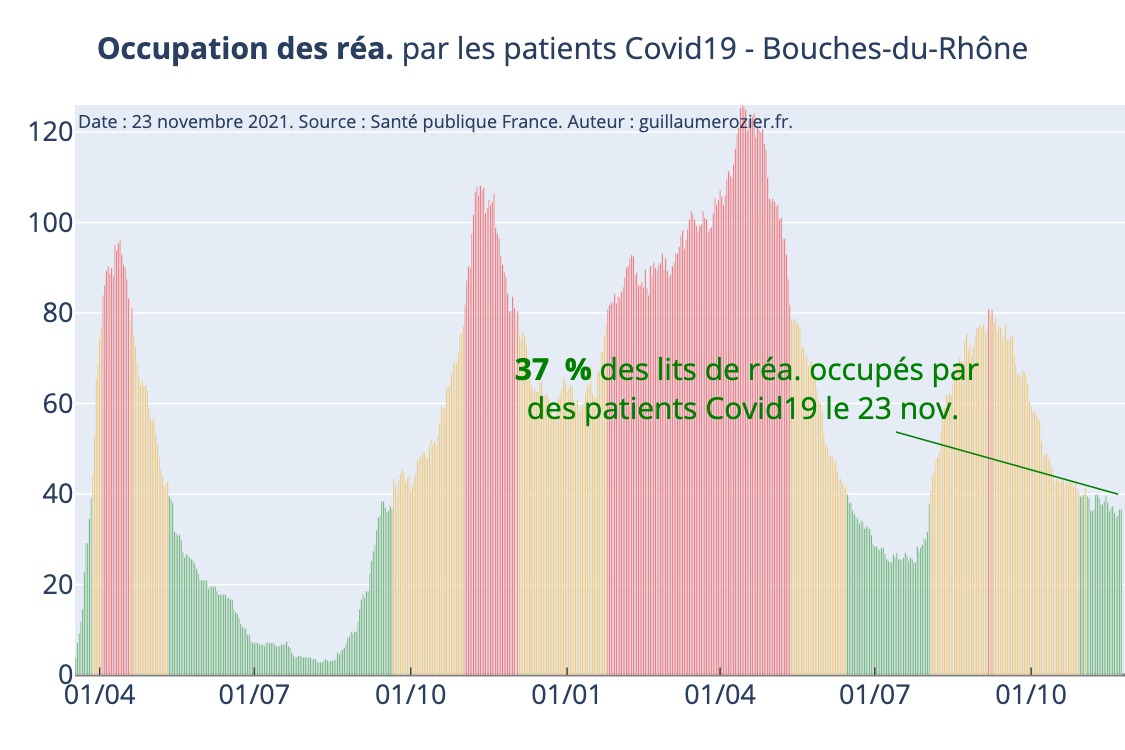 Occupation des réa. par les patients Covid19 - Bouches-du-Rhône
Date : 23 novembre 2021. Source : Santé publique France. Auteur : guillaumerozier.fr.
120
100
80
60
40
20
0
37 % des lits de réa. occupés par
des patients Covid19 le 23 nov.
01/04 01/07 01/10 01/01 01/04 01/07 01/10